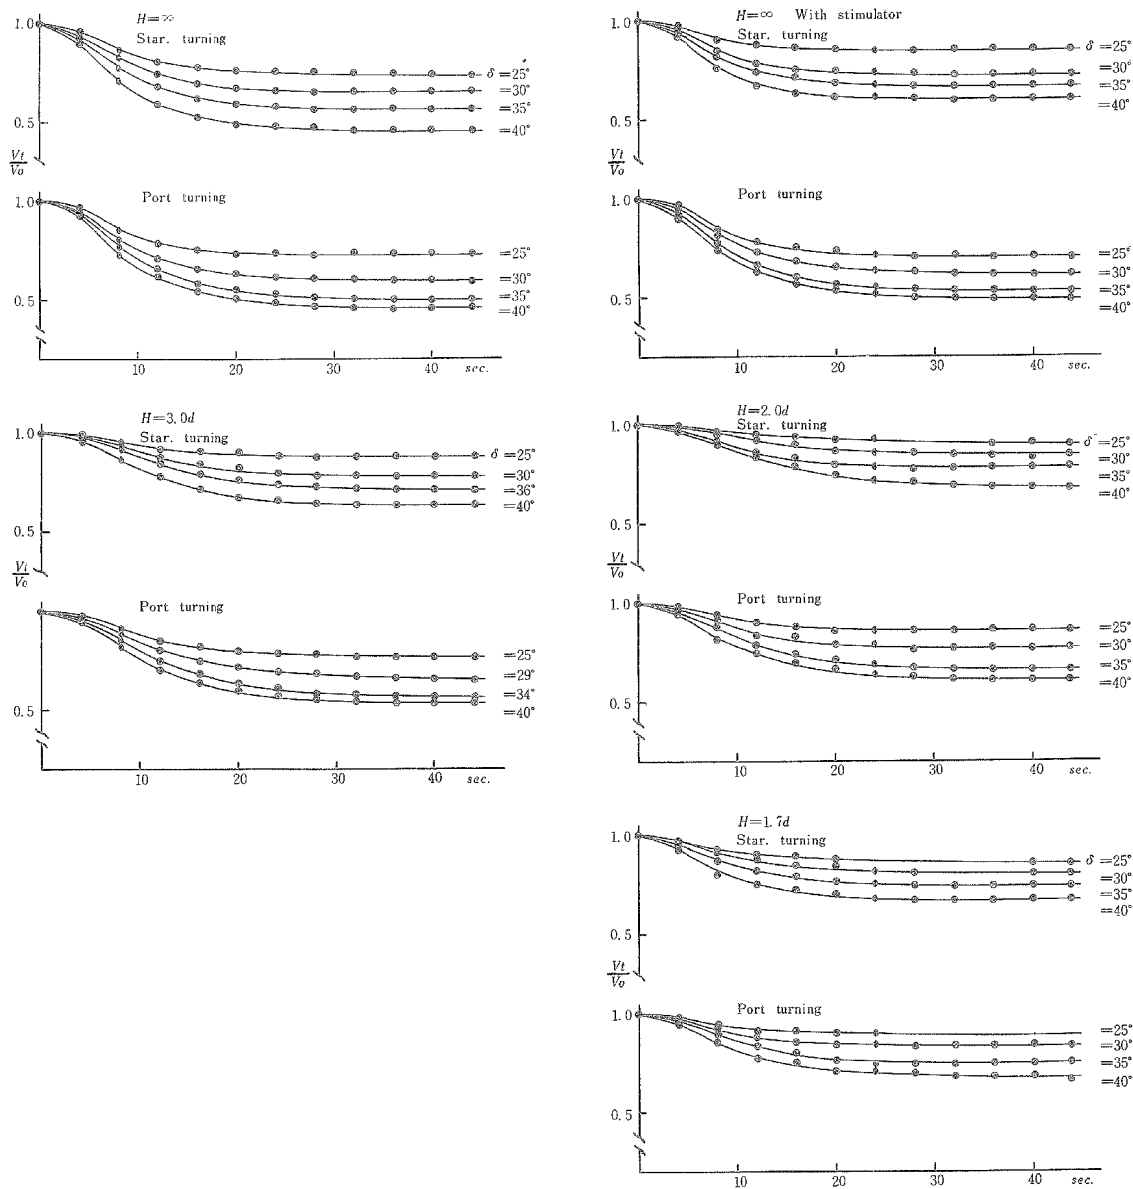 H=∞
Star. turning
1.0
δ =25°
=30°
=35°
=40°
0.5
Vt
Vo
Port turning
1.0
=25°
=30°
=35°
=40°
0.5
10 20 30 40 sec.
H=∞ With stimulator
Star. turning
1.0
δ =25°
=30°
=35°
=40°
0.5
Vt
Vo
Port turning
1.0
=25°
=30°
=35°
=40°
0.5
10 20 30 40 sec.
H=3.0d
Star. turning
1.0
δ =25°
=30°
=36°
=40°
0.5
Vt
Vo
Port turning
=25°
=29°
=34°
=40°
0.5
10 20 30 40 sec.
H=2.0d
Star. turning
1.0
δ =25°
=30°
=35°
=40°
0.5
Vt
Vo
Port turning
1.0
=25°
=30°
=35°
=40°
0.5
10 20 30 40 sec.
H=1.7d
Star. turning
1.0
δ =25°
=30°
=35°
=40°
0.5
Vt
Vo
Port turning
1.0
=25°
=30°
=35°
=40°
0.5
10 20 30 40 sec.